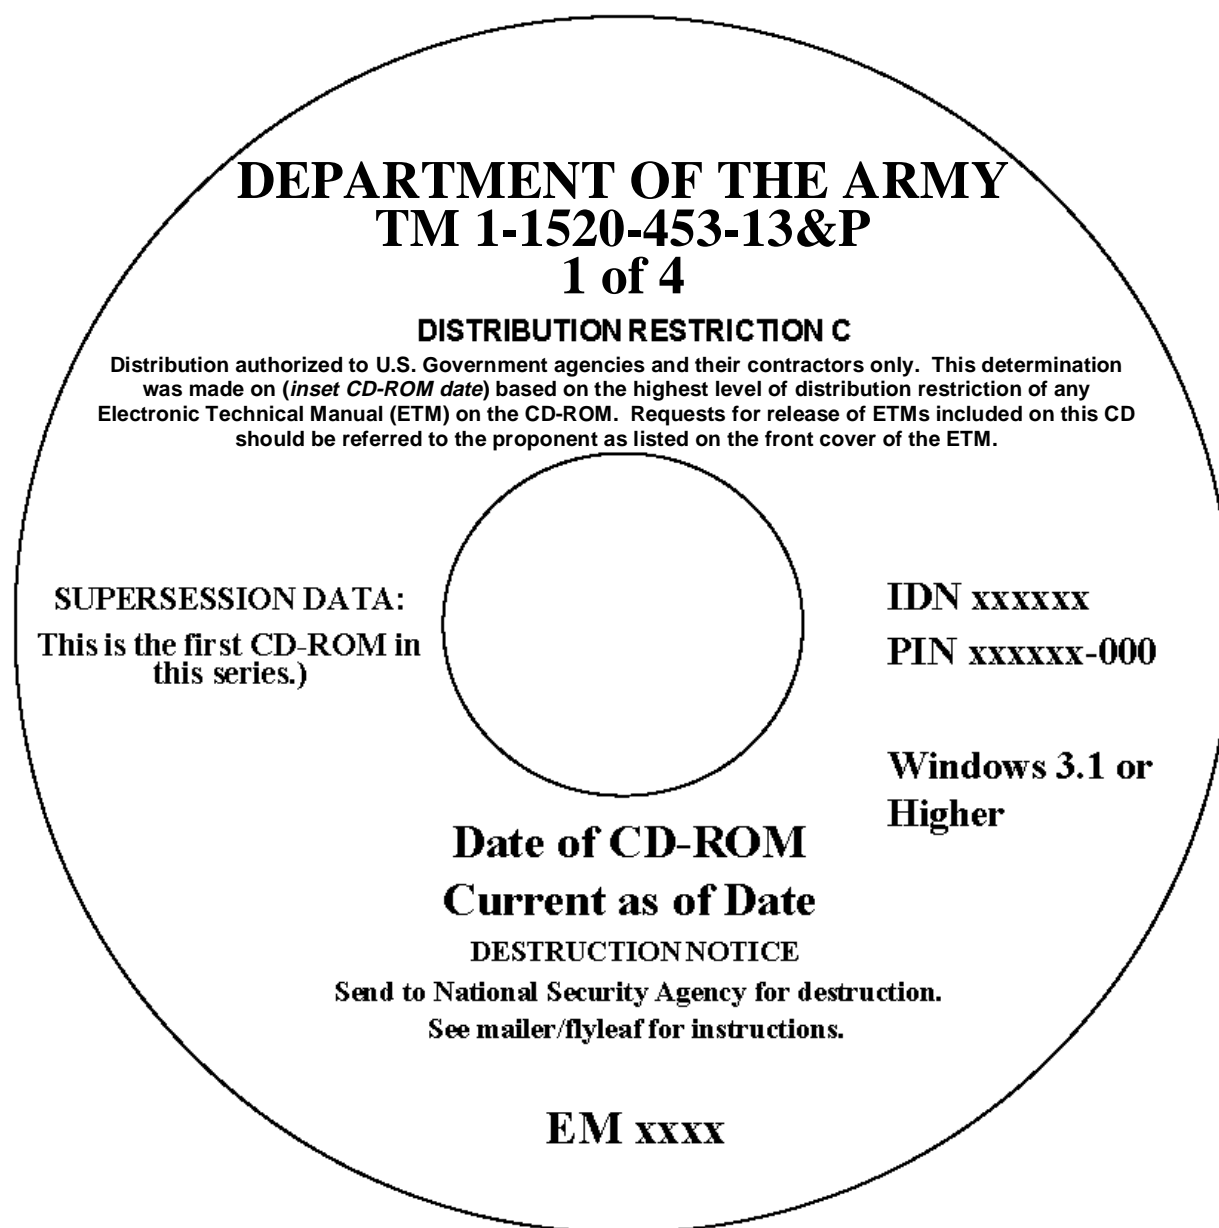 DEPARTMENT OF THE ARMY
TM 1-1520-453-13&P
1 of 4
DISTRIBUTION RESTRICTION C
Distribution authorized to U.S. Government agencies and their contractors only. This determination
was made on (inset CD-ROM date) based on the highest level of distribution restriction of any
Electronic Technical Manual (ETM) on the CD-ROM. Requests for release of ETMs included on this CD
should be referred to the proponent as listed on the front cover of the ETM.
SUPERSESSION DATA:
This is the first CD-ROM in
this series.)
IDN xxxxxx
PIN xxxxxx-000
Windows 3.1 or
Higher
Date of CD-ROM
Current as of Date
DESTRUCTION NOTICE
Send to National Security Agency for destruction.
See mailer/flyleaf for instructions.
EM xxxx